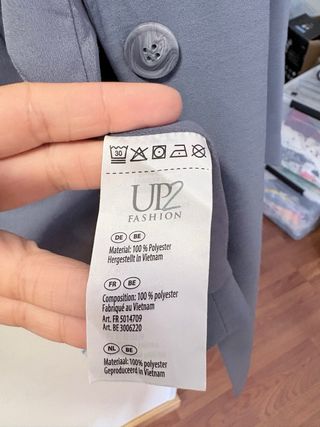 30
UP2
FASHION
DE BE
Material: 100 % Polyester
Hergestellt in Vietnam
FR BE
Composition: 100 % polyester
Fabriqué au Vietnam
Art. FR 5014709
Art. BE 3006220
NL BE
Materiaal: 100% polyester
Geproduceerd in Vietnam